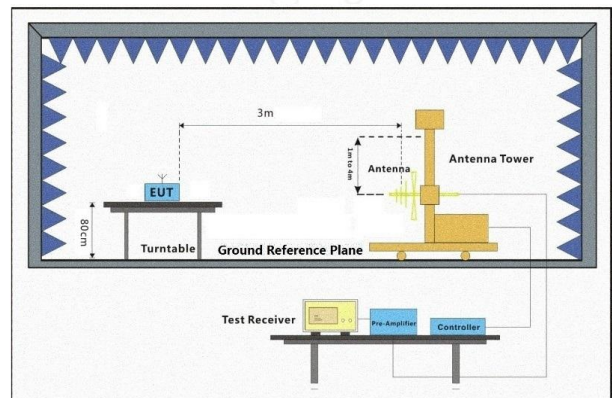 3m
1m to 4m
Antenna
Antenna Tower
EUT
80cm
Turntable
Ground Reference Plane
Test Receiver
Pre-Amplifier
Controller